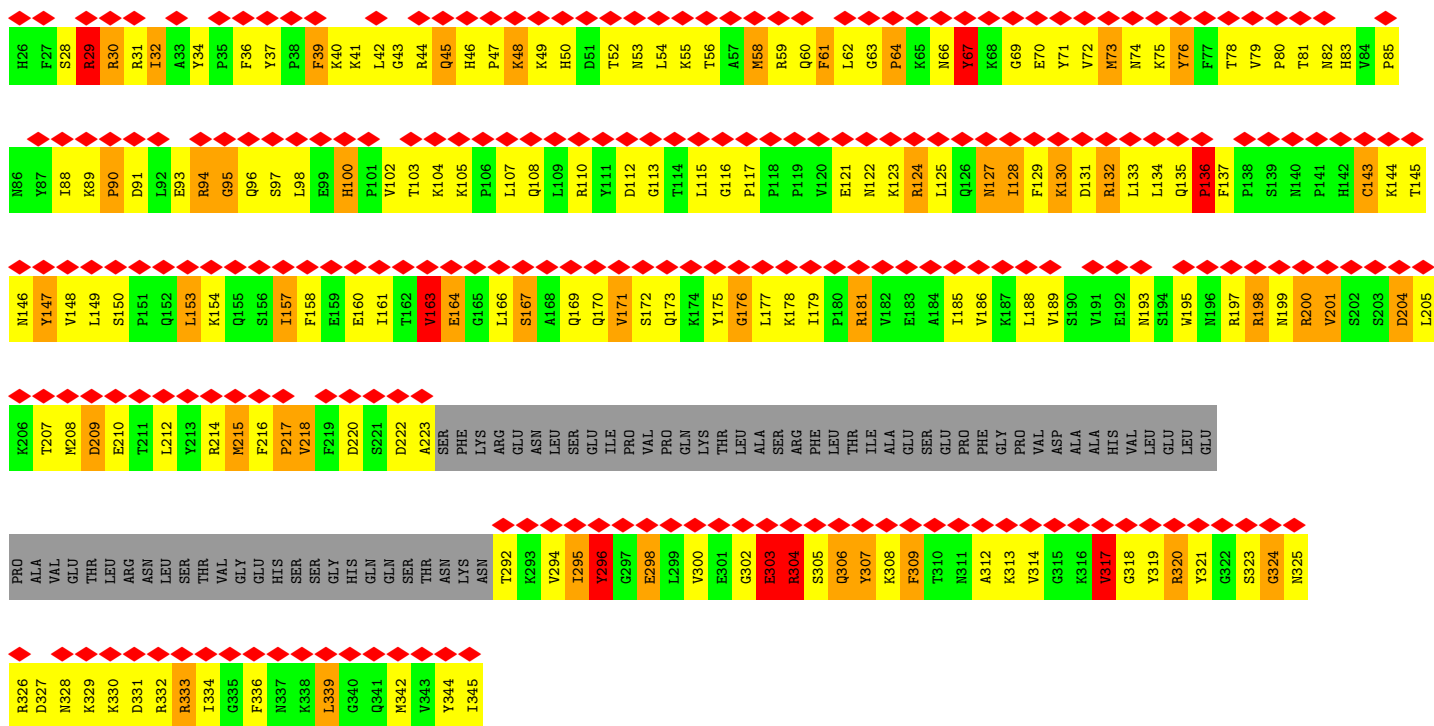 H26 F27 S28 R29 R30 R31 I32 A33 Y34 P35 F36 Y37 P38 F39 K40 K41 L42 G43 R44 Q45 H46 P47 K48 K49 H50 D51 T52 N53 L54 K55 T56 A57 M58 R59 Q60 F61 L62 G63 P64 K65 N66 Y67 K68 G69 E70 Y71 V72 M73 N74 K75 Y76 F77 T78 V79 P80 T81 N82 H83 V84 P85
N86 Y87 I88 K89 P90 D91 L92 E93 R94 G95 Q96 S97 L98 E99 H100 P101 V102 T103 K104 K105 P106 L107 Q108 L109 R110 Y111 D112 G113 T114 L115 G116 P117 P118 P119 V120 E121 N122 K123 R124 L125 Q126 N127 I128 F129 K130 D131 R132 L133 L134 Q135 P136 F137 P138 S139 N140 P141 H142 C143 K144 T145
N146 Y147 V148 L149 S150 P151 Q152 L153 K154 Q155 S156 I157 F158 E159 E160 I161 T162 V163 E164 G165 L166 S167 A168 Q169 Q170 V171 S172 Q173 K174 Y175 G176 L177 K178 I179 P180 R181 V182 E183 A184 I185 V186 K187 L188 V189 S190 V191 E192 N193 S194 W195 N196 R197 R198 N199 R200 V201 S202 S203 D204 L205
K206 T207 M208 D209 E210 T211 L212 Y213 R214 M215 F216 P217 V218 F219 D220 S221 D222 A223 SER PHE LYS ARG GLU ASN LEU SER GLU ILE PRO VAL PRO GLN LYS THR LEU ALA SER ARG PHE LEU THR ILE ALA GLU SER GLU PRO PHE GLY PRO VAL ASP ALA ALA HIS VAL LEU GLU LEU GLU
PRO ALA VAL GLU THR LEU ARG ASN LEU SER THR VAL GLY GLU HIS SER SER GLY HIS GLN GLN SER THR ASN LYS ASN T292 K293 V294 I295 Y296 G297 E298 L299 V300 E301 G302 E303 R304 S305 Q306 Y307 K308 F309 T310 N311 A312 K313 V314 G315 K316 V317 G318 Y319 R320 Y321 G322 S323 G324 N325
R326 D327 N328 K329 K330 D331 R332 R333 I334 G335 F336 N337 K338 L339 G340 Q341 M342 V343 Y344 I345